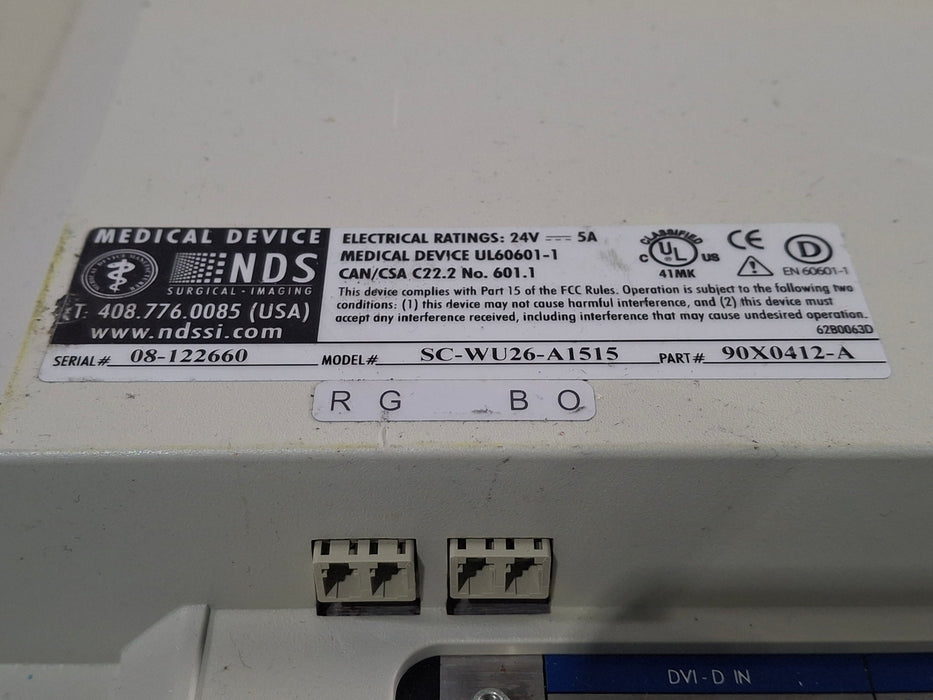 MEDICAL DEVICE
NDS
SURGICAL · IMAGING
T: 408.776.0085 (USA)
www.ndssi.com
ELECTRICAL RATINGS: 24V ⎓ 5A
MEDICAL DEVICE UL60601-1
CAN/CSA C22.2 No. 601.1
This device complies with Part 15 of the FCC Rules. Operation is subject to the following two
conditions: (1) this device may not cause harmful interference, and (2) this device must
accept any interference received, including interference that may cause undesired operation.
62B0063D
CLASSIFIED
C UL US
41MK
CE
D
EN 60601-1
SERIAL# 08-122660 MODEL# SC-WU26-A1515 PART# 90X0412-A
R G B O
DVI-D IN